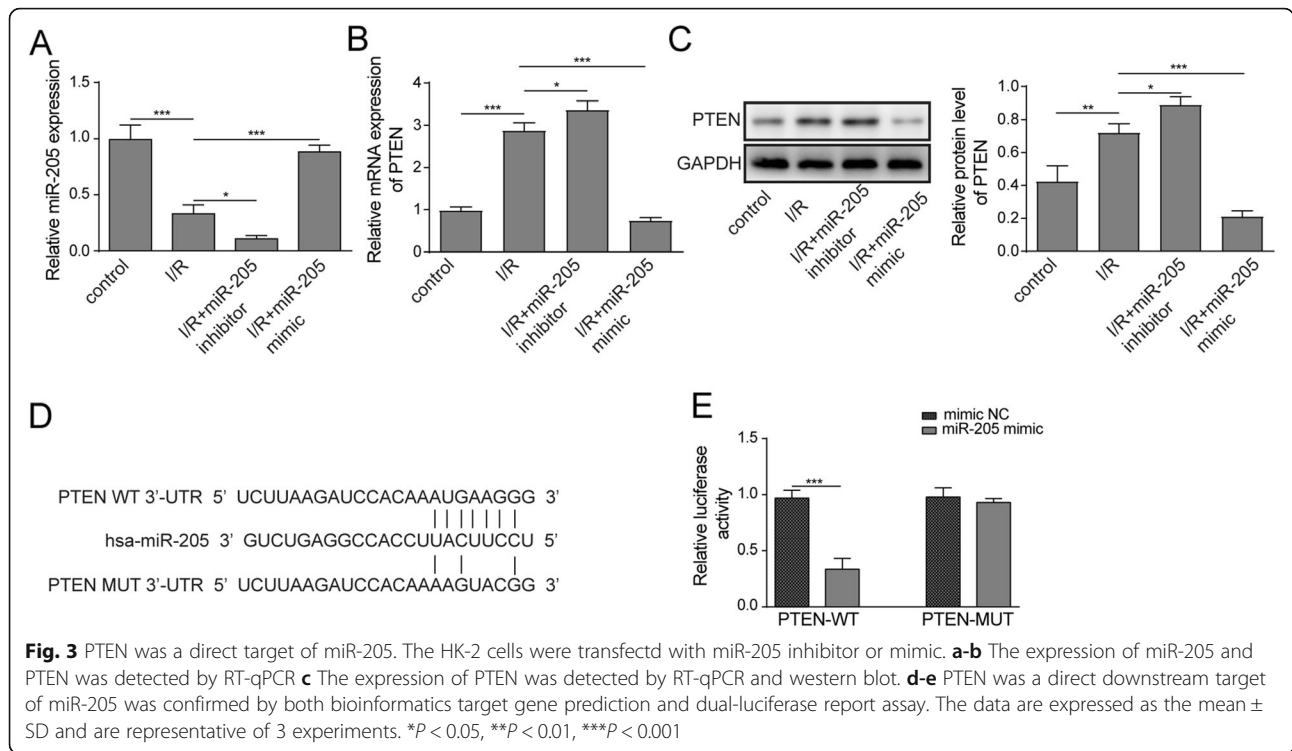 A
Relative miR-205 expression
1.5
1.0
0.5
0.0
***
***
*
control
I/R
I/R+miR-205
inhibitor
I/R+miR-205
mimic
B
Relative mRNA expression
of PTEN
4
3
2
1
0
***
*
***
control
I/R
I/R+miR-205
inhibitor
I/R+miR-205
mimic
C
PTEN
GAPDH
control
I/R
I/R+miR-205
inhibitor
I/R+miR-205
mimic
Relative protein level
of PTEN
1.0
0.8
0.6
0.4
0.2
0.0
***
*
**
control
I/R
I/R+miR-205
inhibitor
I/R+miR-205
mimic
D
PTEN WT 3'-UTR 5' UCUUAAGAUCCACAAAUGAAGGG 3'
hsa-miR-205 3' GUCUGAGGCCACCUUACUUCCU 5'
PTEN MUT 3'-UTR 5' UCUUAAGAUCCACAAAAGUACGG 3'
E
mimic NC
miR-205 mimic
Relative luciferase
activity
1.5
1.0
0.5
0.0
***
PTEN-WT
PTEN-MUT
Fig. 3 PTEN was a direct target of miR-205. The HK-2 cells were transfectd with miR-205 inhibitor or mimic. a-b The expression of miR-205 and
PTEN was detected by RT-qPCR c The expression of PTEN was detected by RT-qPCR and western blot. d-e PTEN was a direct downstream target
of miR-205 was confirmed by both bioinformatics target gene prediction and dual-luciferase report assay. The data are expressed as the mean ±
SD and are representative of 3 experiments. *P < 0.05, **P < 0.01, ***P < 0.001